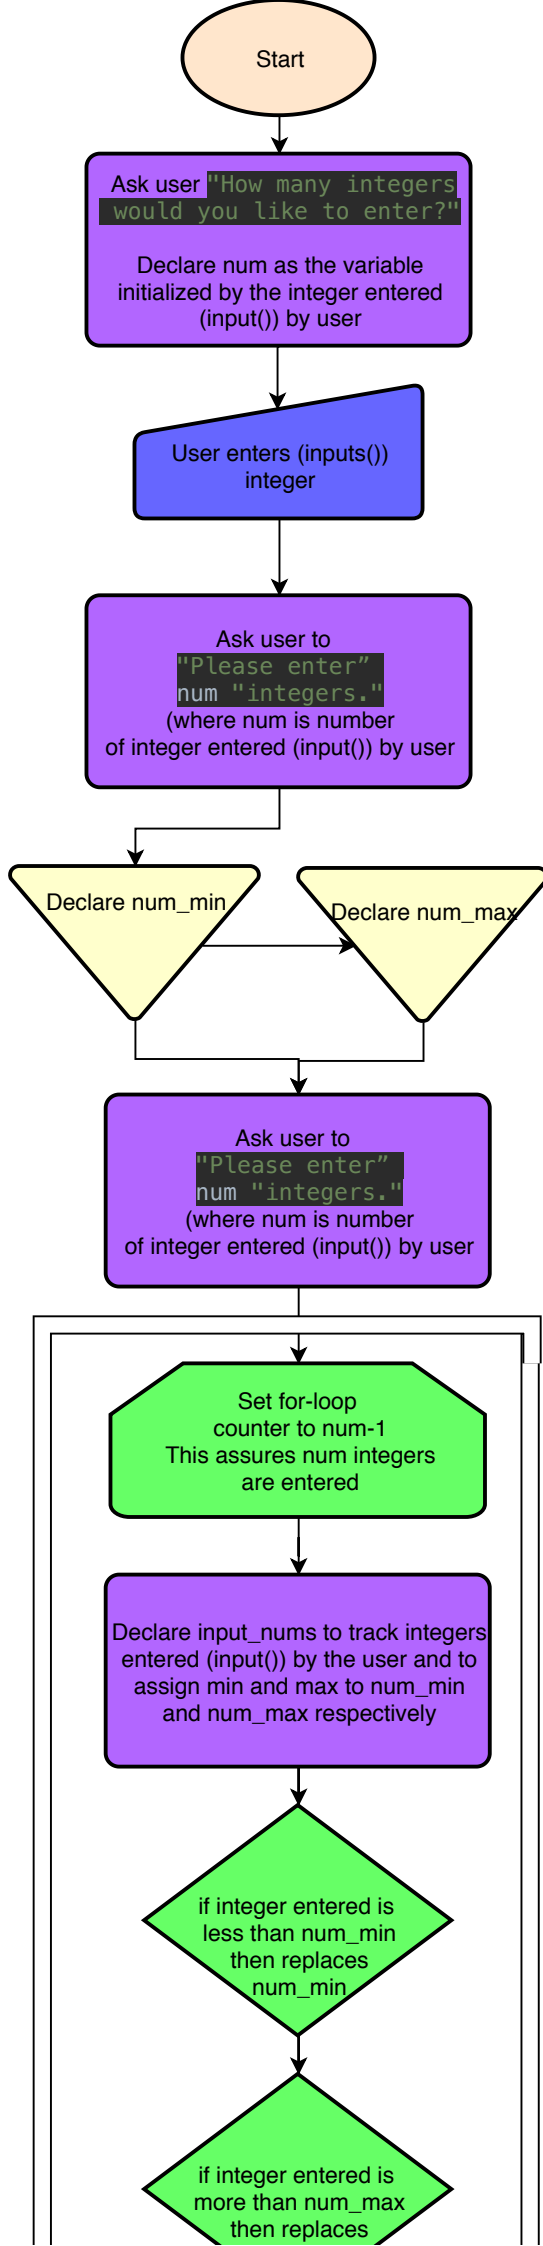 Start
Ask user "How many integers
would you like to enter?"
Declare num as the variable
initialized by the integer entered
(input()) by user
User enters (inputs())
integer
Ask user to
"Please enter”
num "integers."
(where num is number
of integer entered (input()) by user
Declare num_min
Declare num_max
Ask user to
"Please enter”
num "integers."
(where num is number
of integer entered (input()) by user
Set for-loop
counter to num-1
This assures num integers
are entered
Declare input_nums to track integers
entered (input()) by the user and to
assign min and max to num_min
and num_max respectively
if integer entered is
less than num_min
then replaces
num_min
if integer entered is
more than num_max
then replaces